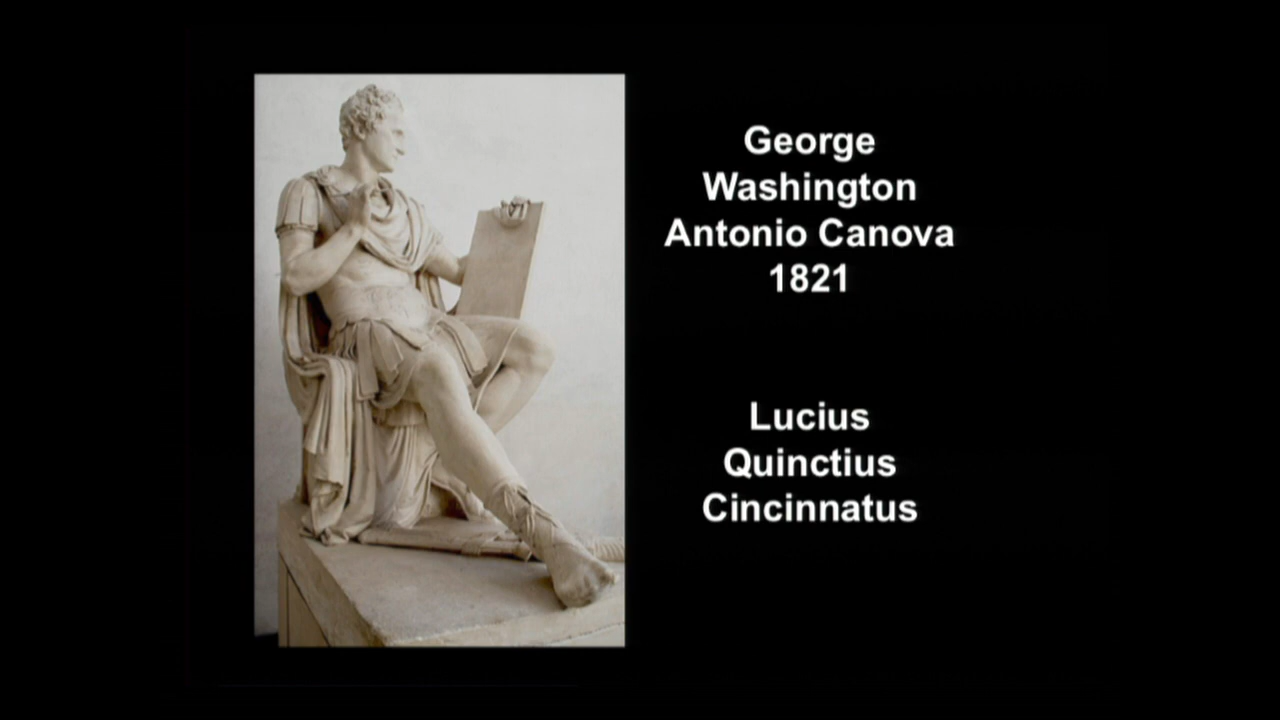 George
Washington
Antonio Canova
1821
Lucius
Quinctius
Cincinnatus